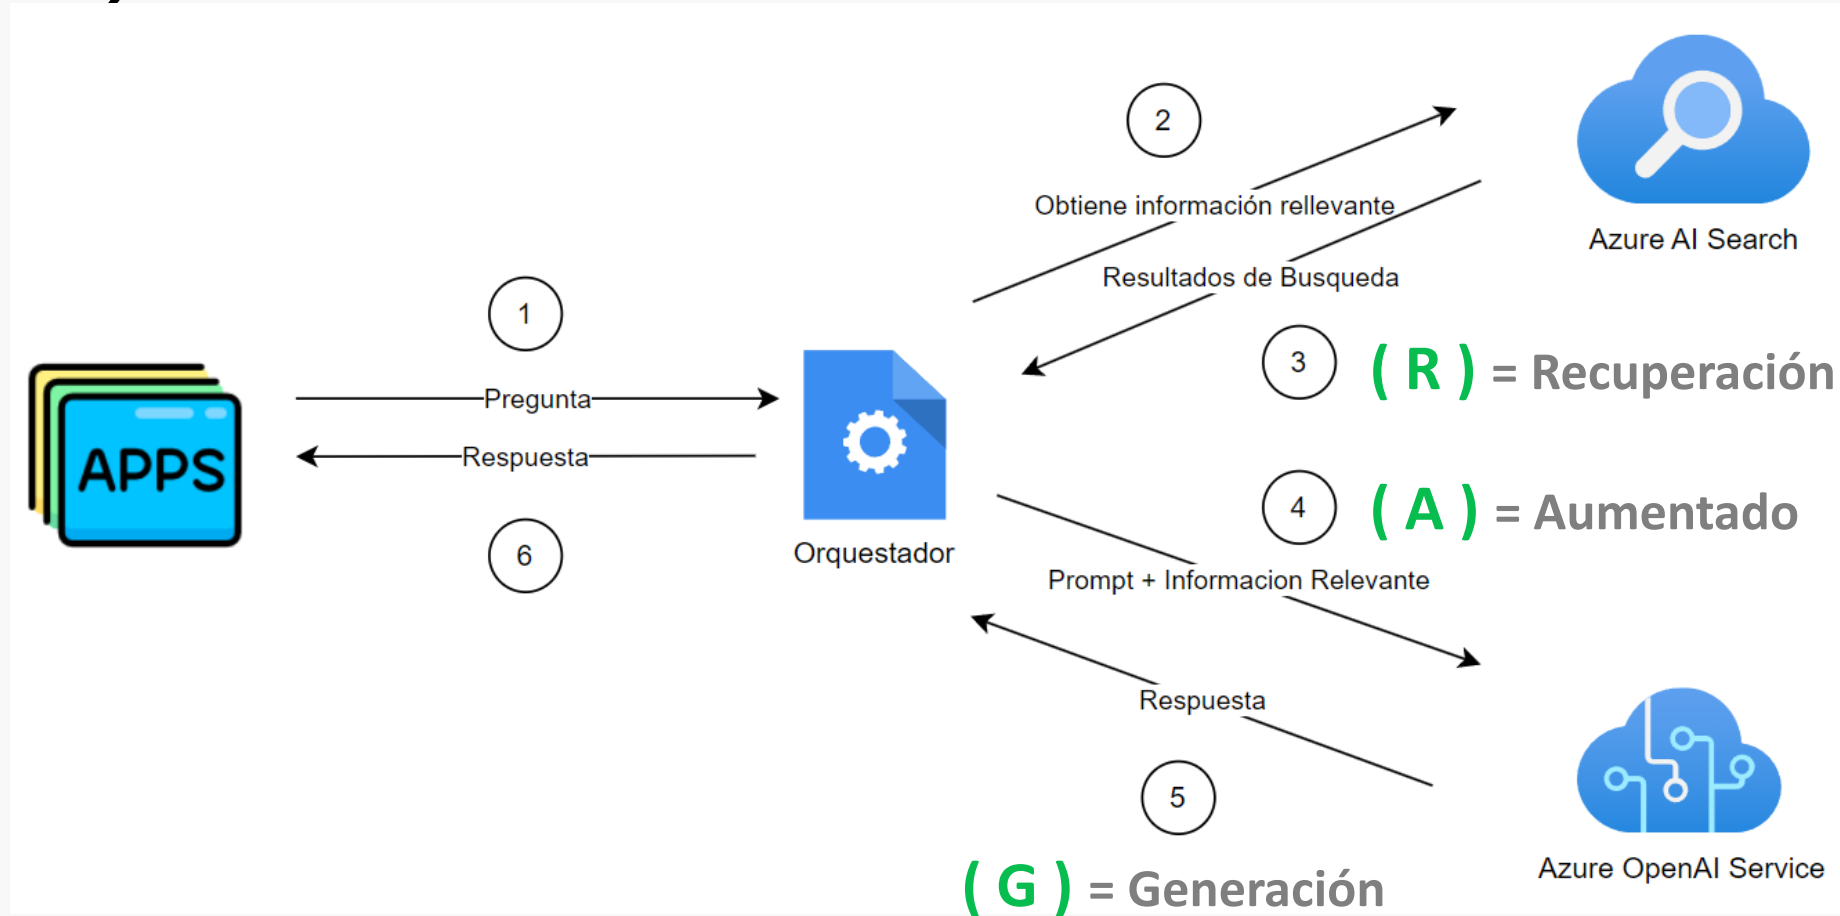 1
Pregunta
Respuesta
6
APPS
Orquestador
2
Obtiene información rellevante
Resultados de Busqueda
Azure AI Search
3
( R ) = Recuperación
4
( A ) = Aumentado
Prompt + Informacion Relevante
Respuesta
5
( G ) = Generación
Azure OpenAI Service